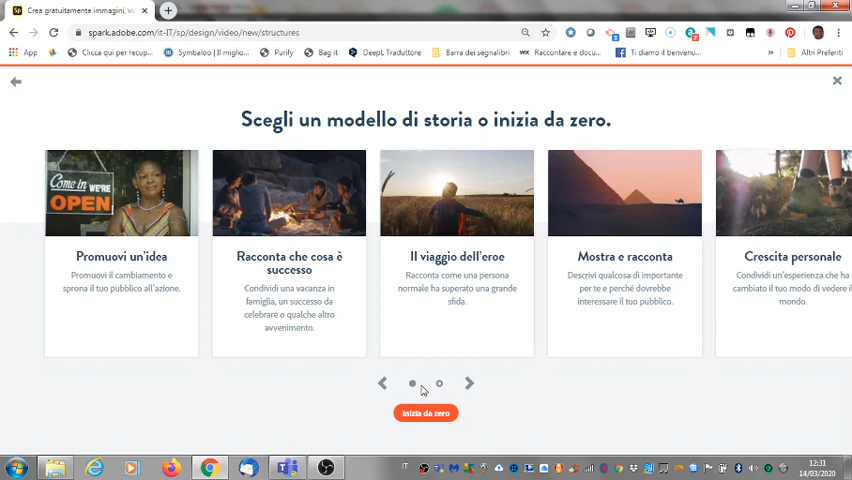 Crea gratuitamente immagini, vi
spark.adobe.com/it-IT/sp/design/video/new/structures
App
Clicca qui per recup...
Symbaloo | Il miglio...
Purify
Bag it
DeepL Traduttore
Barra dei segnalibri
Raccontare e docu...
Ti diamo il benvenu...
»
Altri Preferiti
Scegli un modello di storia o inizia da zero.
Come in WE'RE
OPEN
Promuovi un'idea
Promuovi il cambiamento e
sprona il tuo pubblico all'azione.
Racconta che cosa è
successo
Condividi una vacanza in
famiglia, un successo da
celebrare o qualche altro
avvenimento.
Il viaggio dell'eroe
Racconta come una persona
normale ha superato una grande
sfida.
Mostra e racconta
Descrivi qualcosa di importante
per te e perché dovrebbe
interessare il tuo pubblico.
Crescita personale
Condividi un'esperienza che ha
cambiato il tuo modo di vedere il
mondo.
Inizia da zero
IT
12:31
14/03/2020